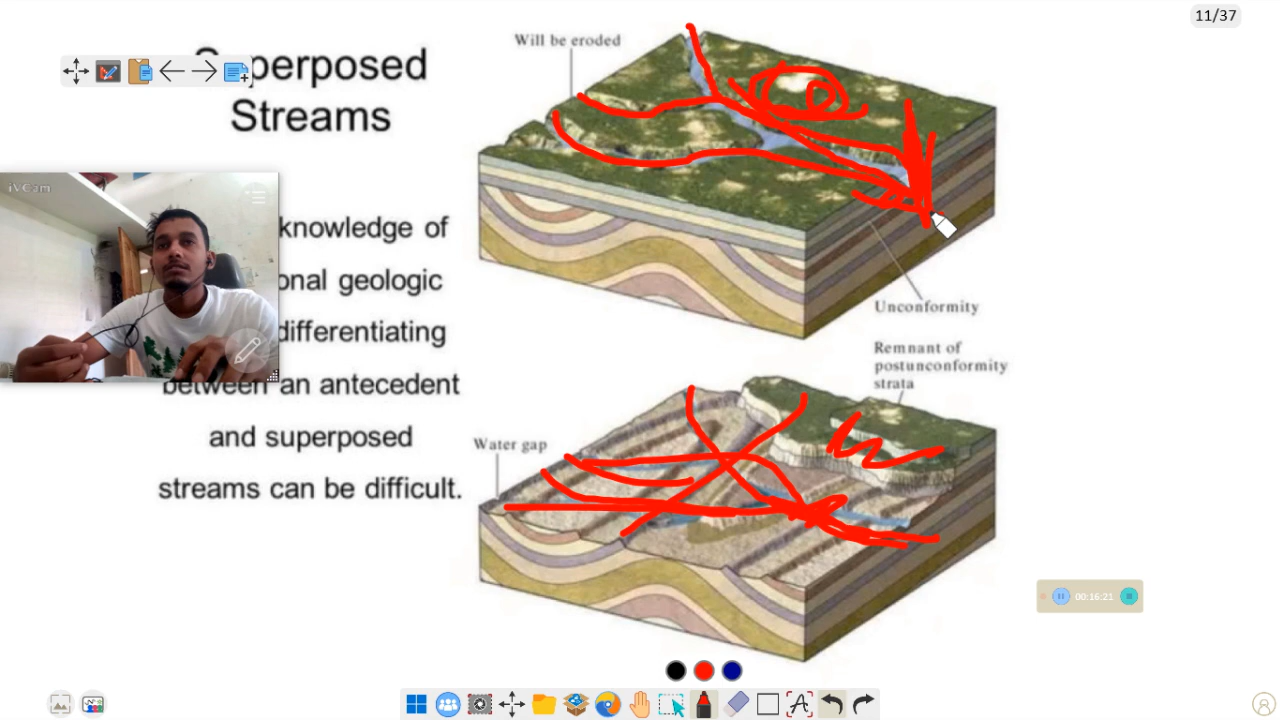 11/37
Superposed
Streams
Will be eroded
iVCam
knowledge of
onal geologic
differentiating
between an antecedent
and superposed
streams can be difficult.
Unconformity
Remnant of
postunconformity
strata
Water gap
00:16:21